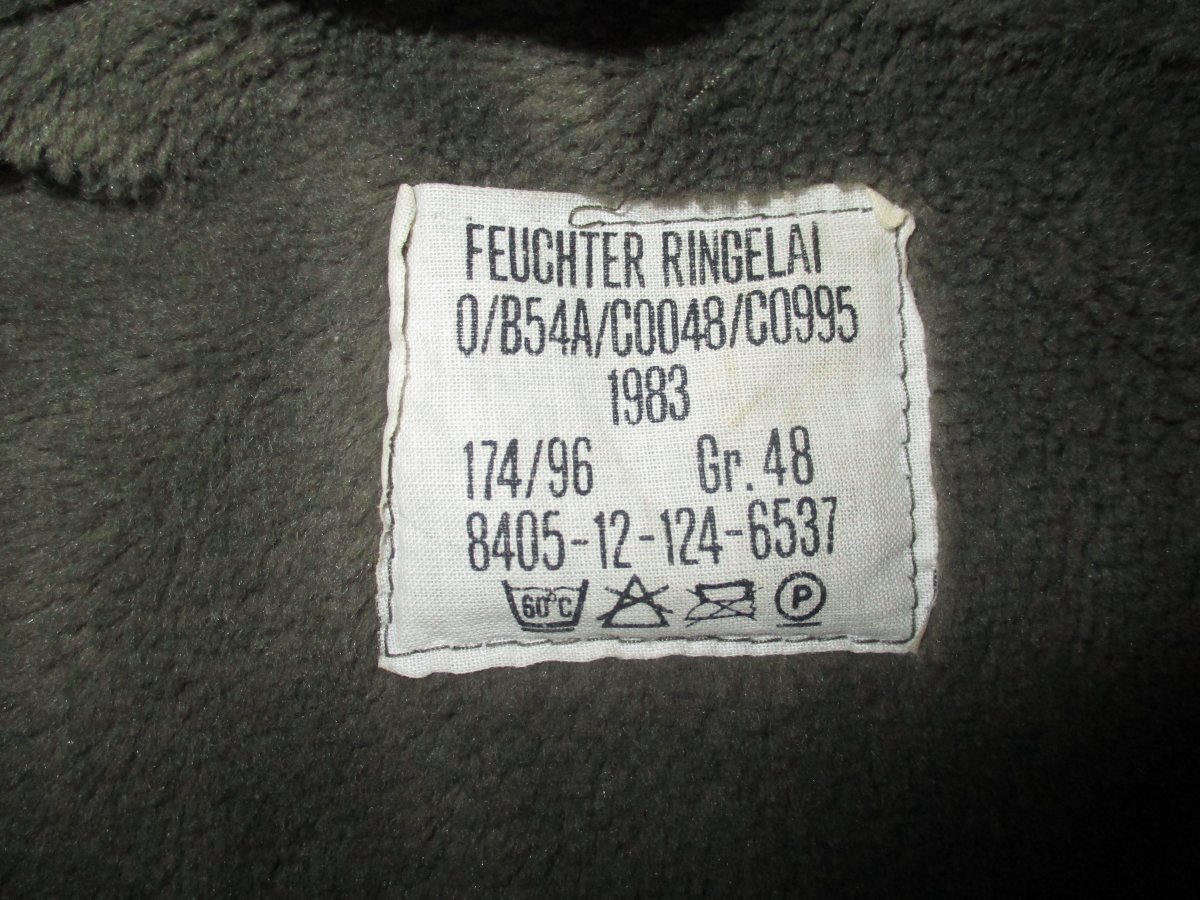 FEUCHTER RINGELAI
0/B54A/C0048/C0995
1983
174/96 Gr. 48
8405-12-124-6537
60°C P